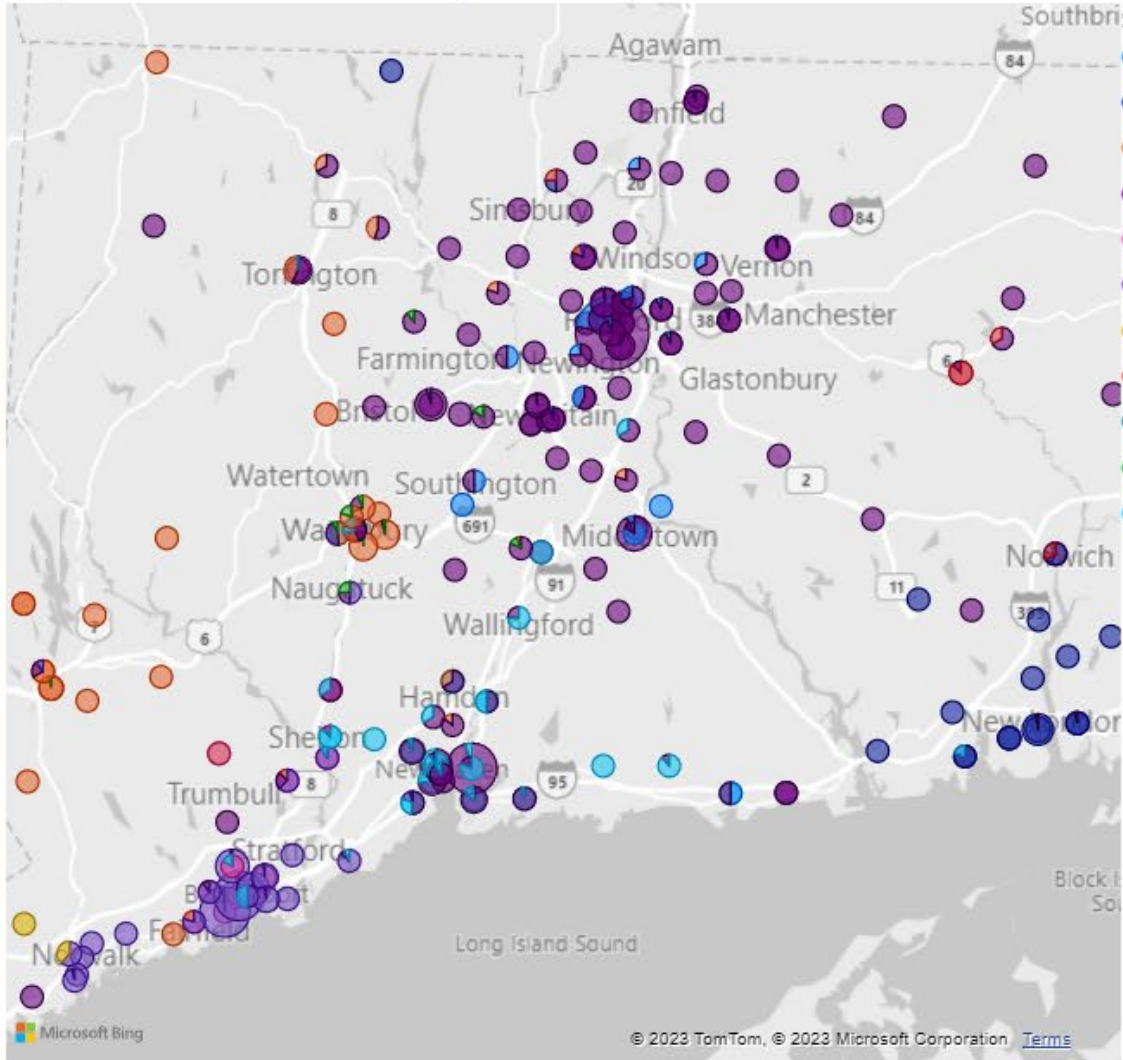 Southbri
Agawam
84
Enfield
20
Simsbury
8
84
Windsor
Vernon
Torrington
Hartford
384
Manchester
Farmington
Newington
6
Glastonbury
Bristol
New Britain
Watertown
Southington
2
Waterbury
691
Middletown
Norwich
91
11
Naugatuck
395
7
6
Wallingford
Hamden
New London
Shelton
New Haven
95
8
Trumbull
Stratford
Bridgeport
Block I
Sou
Fairfield
Norwalk
Long Island Sound
Microsoft Bing
© 2023 TomTom, © 2023 Microsoft Corporation Terms